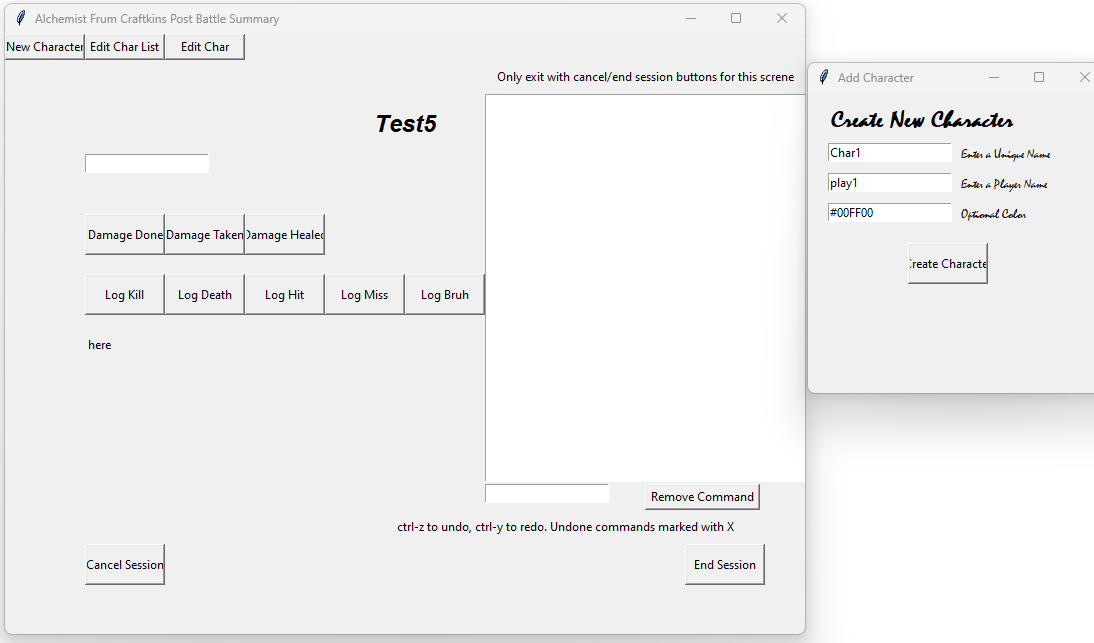 Alchemist Frum Craftkins Post Battle Summary
New Character Edit Char List Edit Char
Only exit with cancel/end session buttons for this screne
Test5
Damage Done Damage Taken Damage Healed
Log Kill Log Death Log Hit Log Miss Log Bruh
here
Remove Command
ctrl-z to undo, ctrl-y to redo. Undone commands marked with X
Cancel Session End Session
Add Character
Create New Character
Char1 Enter a Unique Name
play1 Enter a Player Name
#00FF00 Optional Color
Create Characte